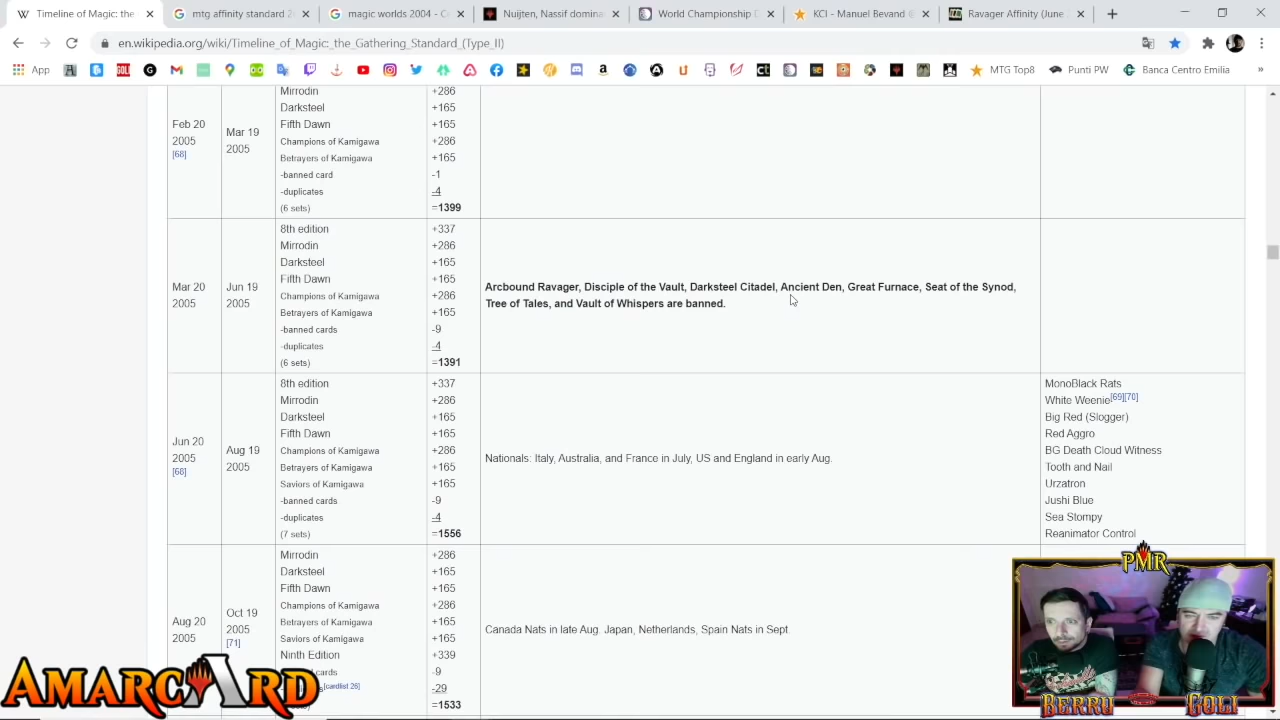 Timeline of Magic: the Gatherin
mtg affinity standard 2
magic worlds 2004 - C
Nuijten, Nassif domina
World Championship D
KCI - Manuel Bevand
Ravager Affinity (June
en.wikipedia.org/wiki/Timeline_of_Magic:_the_Gathering_Standard_(Type_II)
App
MTG Top8
Punti PW
Banca Centro Emilia
Feb 20 2005 [68]
Mar 19 2005
Mirrodin +286
Darksteel +165
Fifth Dawn +165
Champions of Kamigawa +286
Betrayers of Kamigawa +165
-banned card -1
-duplicates -4
(6 sets) =1399
Mar 20 2005
Jun 19 2005
8th edition +337
Mirrodin +286
Darksteel +165
Fifth Dawn +165
Champions of Kamigawa +286
Betrayers of Kamigawa +165
-banned cards -9
-duplicates -4
(6 sets) =1391
Arcbound Ravager, Disciple of the Vault, Darksteel Citadel, Ancient Den, Great Furnace, Seat of the Synod,
Tree of Tales, and Vault of Whispers are banned.
Jun 20 2005 [68]
Aug 19 2005
8th edition +337
Mirrodin +286
Darksteel +165
Fifth Dawn +165
Champions of Kamigawa +286
Betrayers of Kamigawa +165
Saviors of Kamigawa +165
-banned cards -9
-duplicates -4
(7 sets) =1556
Nationals: Italy, Australia, and France in July, US and England in early Aug.
MonoBlack Rats
White Weenie[69][70]
Big Red (Slogger)
Red Aggro
BG Death Cloud Witness
Tooth and Nail
Urzatron
Jushi Blue
Sea Stompy
Reanimator Control
Aug 20 2005
Oct 19 2005 [71]
Mirrodin +286
Darksteel +165
Fifth Dawn +165
Champions of Kamigawa +286
Betrayers of Kamigawa +165
Saviors of Kamigawa +165
Ninth Edition +339
cards -9
[cardlist 26] -29
=1533
Canada Nats in late Aug. Japan, Netherlands, Spain Nats in Sept.
AMARCARD
PMR
BERRU
GOLI